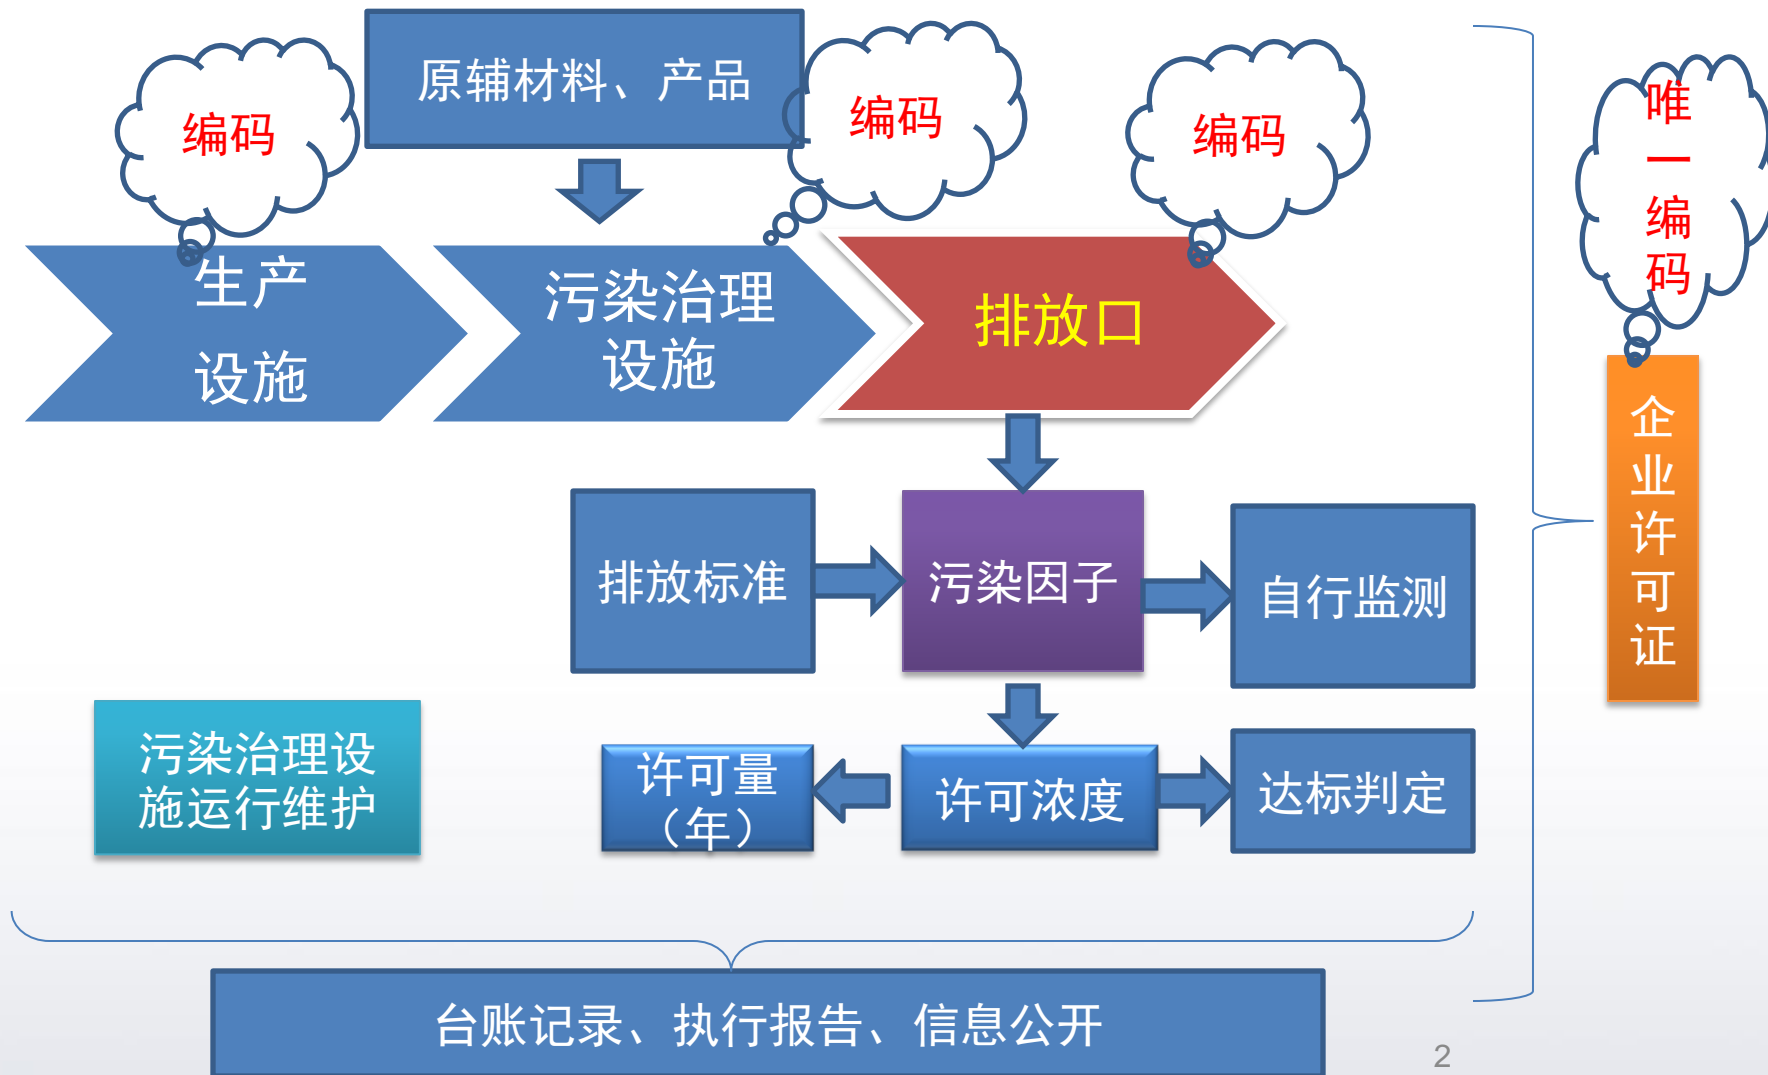 原辅材料、产品
编码
编码
编码
唯
一
编
码
生产
设施
污染治理
设施
排放口
企
业
许
可
证
排放标准
污染因子
自行监测
污染治理设
施运行维护
许可量
（年）
许可浓度
达标判定
台账记录、执行报告、信息公开
2